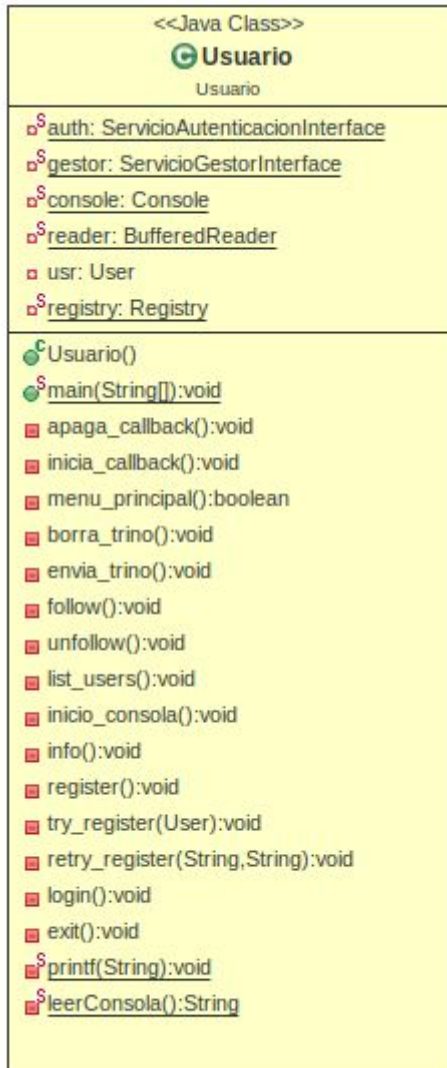 <<Java Class>>
C Usuario
Usuario
S auth: ServicioAutenticacionInterface
S gestor: ServicioGestorInterface
S console: Console
S reader: BufferedReader
usr: User
S registry: Registry
C Usuario()
S main(String[]):void
apaga_callback():void
inicia_callback():void
menu_principal():boolean
borra_trino():void
envia_trino():void
follow():void
unfollow():void
list_users():void
inicio_consola():void
info():void
register():void
try_register(User):void
retry_register(String,String):void
login():void
exit():void
S printf(String):void
S leerConsola():String